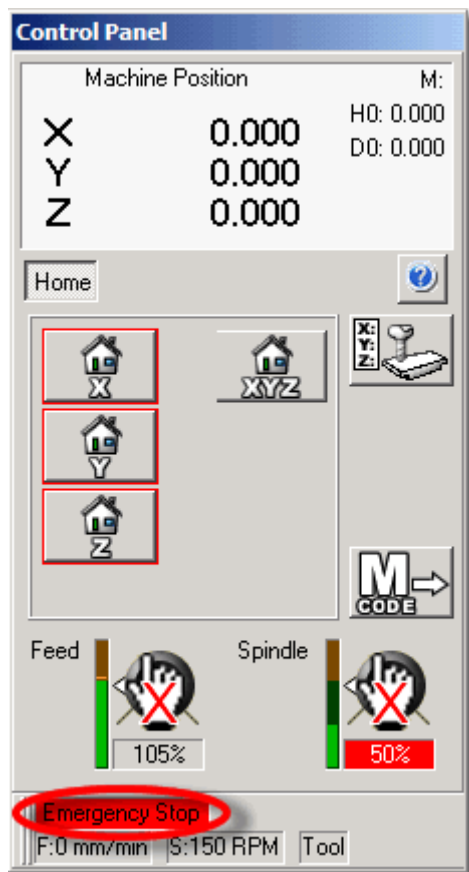 Control Panel
Machine Position M:
X 0.000 H0: 0.000
Y 0.000 D0: 0.000
Z 0.000
Home ?
X XYZ X:
Y:
Z:
Y
Z
M
CODE
Feed Spindle
105% 50%
Emergency Stop
F:0 mm/min S:150 RPM Tool